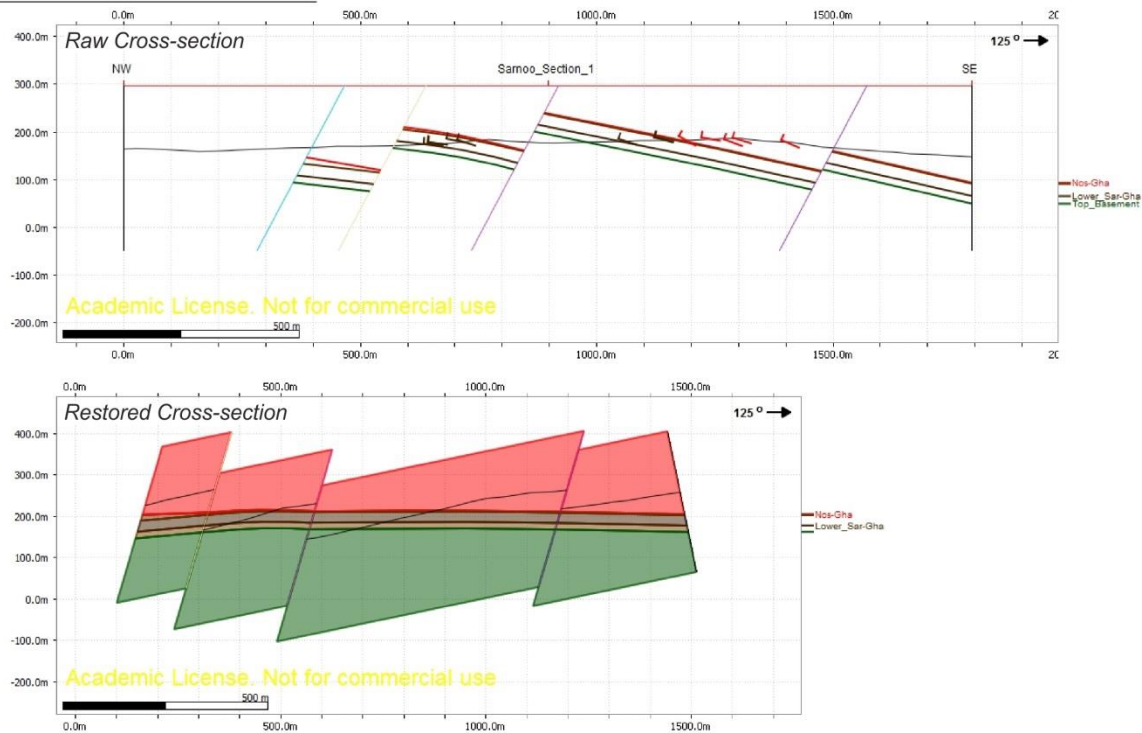 0.0m 500.0m 1000.0m 1500.0m 20
400.0m
Raw Cross-section
125 °
NW Sarnoo_Section_1 SE
300.0m
200.0m
100.0m
Nos-Gha
Lower_Sar-Gha
Top_Basement
0.0m
-100.0m
Academic License. Not for commercial use
-200.0m
500 m
0.0m 500.0m 1000.0m 1500.0m 20
0.0m 500.0m 1000.0m 1500.0m
Restored Cross-section
125 °
400.0m
300.0m
200.0m
Nos-Gha
Lower_Sar-Gha
100.0m
0.0m
-100.0m
Academic License. Not for commercial use
-200.0m
500 m
0.0m 500.0m 1000.0m 1500.0m